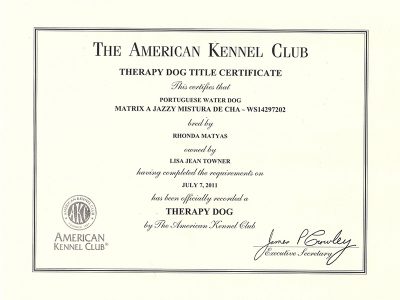 THE AMERICAN KENNEL CLUB
THERAPY DOG TITLE CERTIFICATE
This certifies that
PORTUGUESE WATER DOG
MATRIX A JAZZY MISTURA DE CHA ~ WS14297202
bred by
RHONDA MATYAS
owned by
LISA JEAN TOWNER
having completed the requirements on
JULY 7, 2011
has been officially recorded a
THERAPY DOG
by The American Kennel Club
AKC
AMERICAN
KENNEL CLUB®
James P Crowley
Executive Secretary